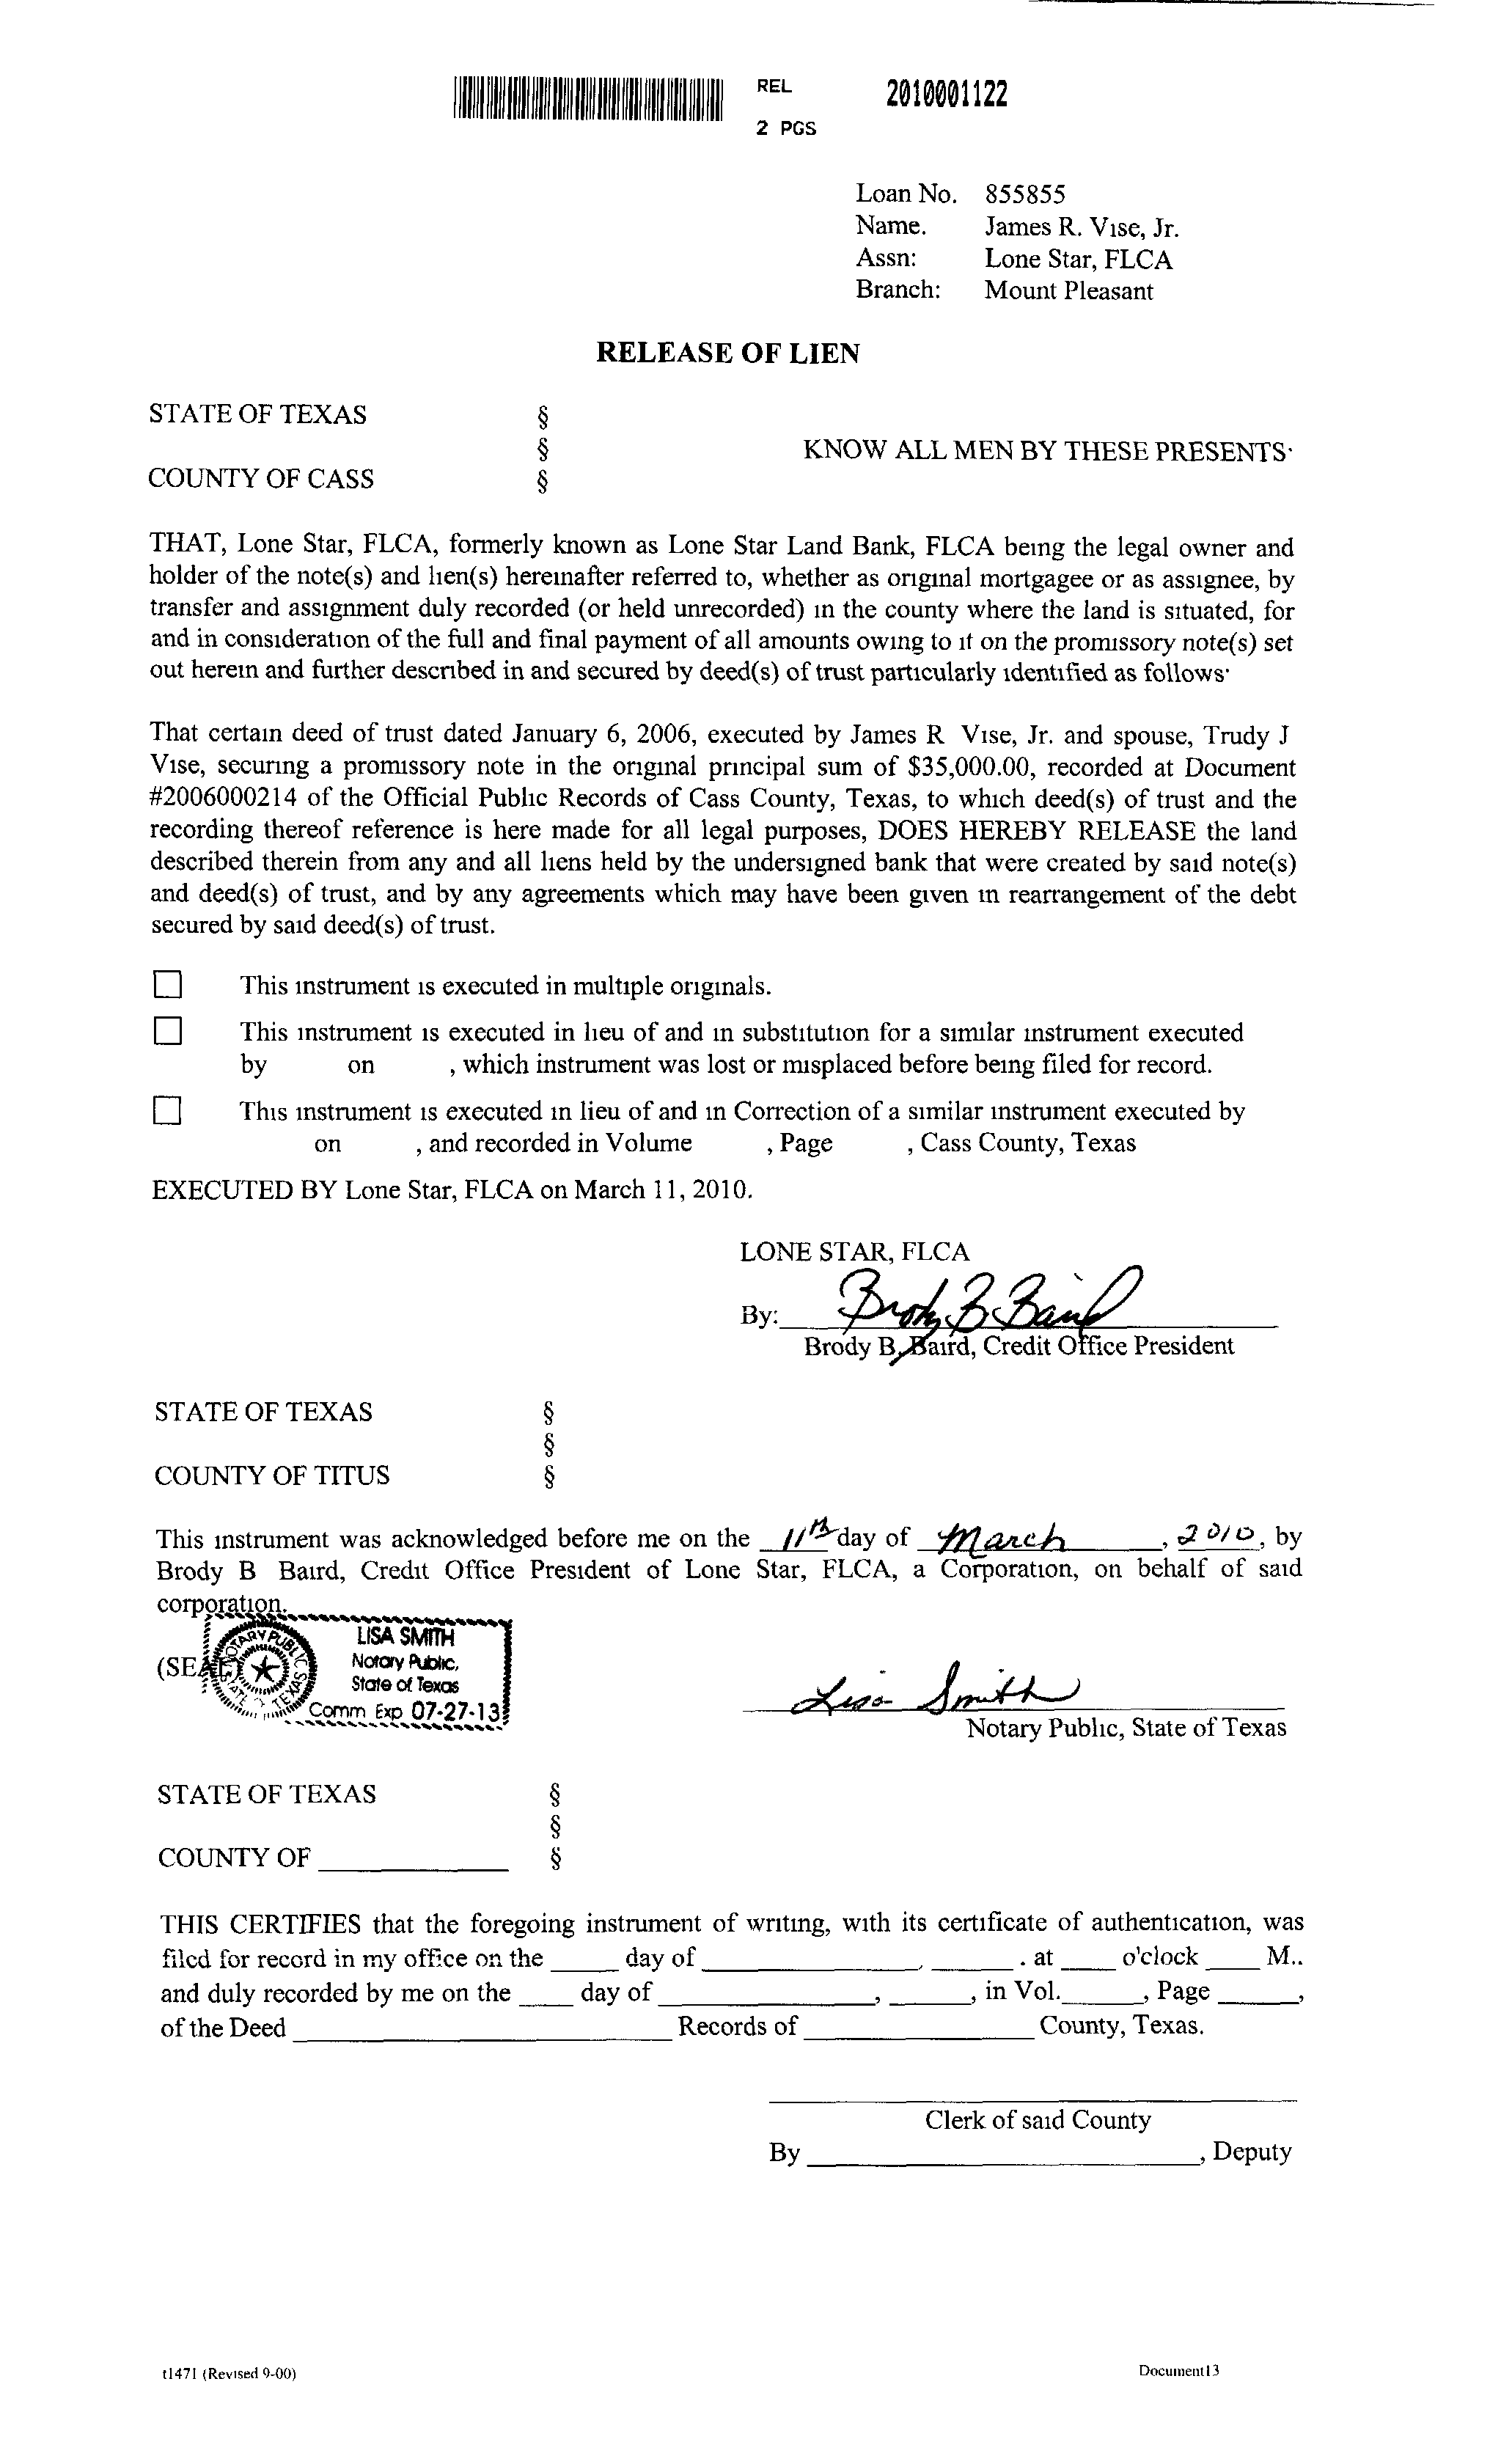 REL 2010001122
2 PGS
Loan No. 855855
Name. James R. Vise, Jr.
Assn: Lone Star, FLCA
Branch: Mount Pleasant
RELEASE OF LIEN
STATE OF TEXAS §
§ KNOW ALL MEN BY THESE PRESENTS·
COUNTY OF CASS §
THAT, Lone Star, FLCA, formerly known as Lone Star Land Bank, FLCA being the legal owner and
holder of the note(s) and lien(s) hereinafter referred to, whether as original mortgagee or as assignee, by
transfer and assignment duly recorded (or held unrecorded) in the county where the land is situated, for
and in consideration of the full and final payment of all amounts owing to it on the promissory note(s) set
out herein and further described in and secured by deed(s) of trust particularly identified as follows·
That certain deed of trust dated January 6, 2006, executed by James R Vise, Jr. and spouse, Trudy J
Vise, securing a promissory note in the original principal sum of $35,000.00, recorded at Document
#2006000214 of the Official Public Records of Cass County, Texas, to which deed(s) of trust and the
recording thereof reference is here made for all legal purposes, DOES HEREBY RELEASE the land
described therein from any and all liens held by the undersigned bank that were created by said note(s)
and deed(s) of trust, and by any agreements which may have been given in rearrangement of the debt
secured by said deed(s) of trust.
This instrument is executed in multiple originals.
This instrument is executed in lieu of and in substitution for a similar instrument executed
by on , which instrument was lost or misplaced before being filed for record.
This instrument is executed in lieu of and in Correction of a similar instrument executed by
on , and recorded in Volume , Page , Cass County, Texas
EXECUTED BY Lone Star, FLCA on March 11, 2010.
LONE STAR, FLCA
By: Brody B Baird
Brody B. Baird, Credit Office President
STATE OF TEXAS §
§
COUNTY OF TITUS §
This instrument was acknowledged before me on the 11th day of March , 2010, by
Brody B Baird, Credit Office President of Lone Star, FLCA, a Corporation, on behalf of said
corporation.
(SEAL)
NOTARY PUBLIC
STATE OF TEXAS
LISA SMITH
Notary Public,
State of Texas
Comm Exp 07-27-13
Lisa Smith
Notary Public, State of Texas
STATE OF TEXAS §
§
COUNTY OF ____ §
THIS CERTIFIES that the foregoing instrument of writing, with its certificate of authentication, was
filed for record in my office on the ____ day of ____, ____ . at ____ o'clock ____ M..
and duly recorded by me on the ____ day of ____, ____, in Vol.____, Page ____,
of the Deed ____ Records of ____ County, Texas.
Clerk of said County
By ____, Deputy
t1471 (Revised 9-00) Document13